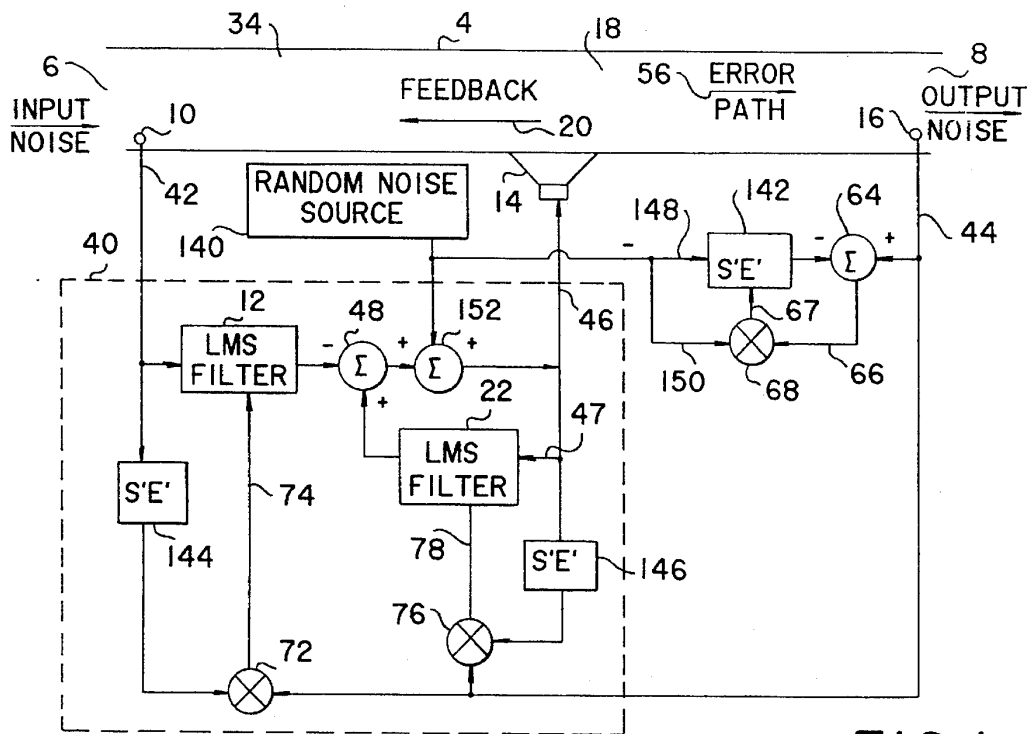 34 4 18
6 8
56 ERROR PATH
FEEDBACK
20
INPUT NOISE
10
16
OUTPUT NOISE
42
RANDOM NOISE SOURCE
140
14
148
142
64
44
-
S'E'
-
Σ
+
40
12
48
152
46
67
LMS FILTER
-
Σ
+
+
Σ
+
+
150
68
66
22
47
LMS FILTER
S'E'
144
74
78
S'E'
146
76
72